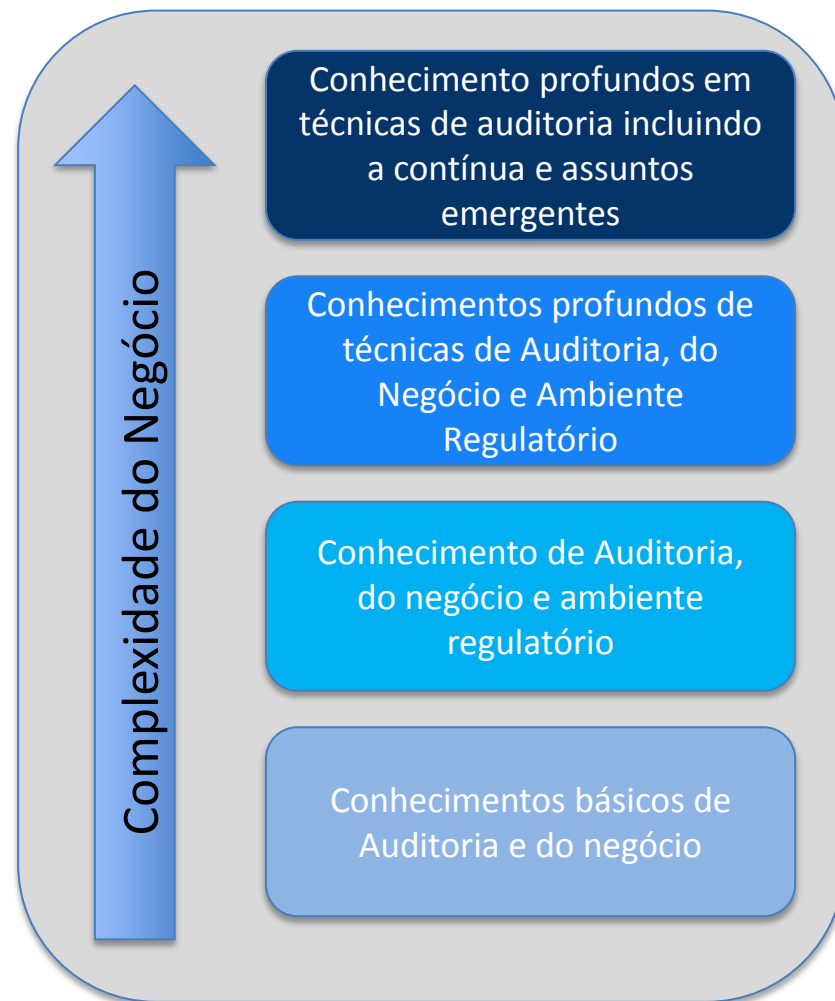 Conhecimento profundos em
técnicas de auditoria incluindo
a contínua e assuntos
emergentes
Conhecimentos profundos de
técnicas de Auditoria, do
Negócio e Ambiente
Regulatório
Conhecimento de Auditoria,
do negócio e ambiente
regulatório
Conhecimentos básicos de
Auditoria e do negócio
Complexidade do Negócio